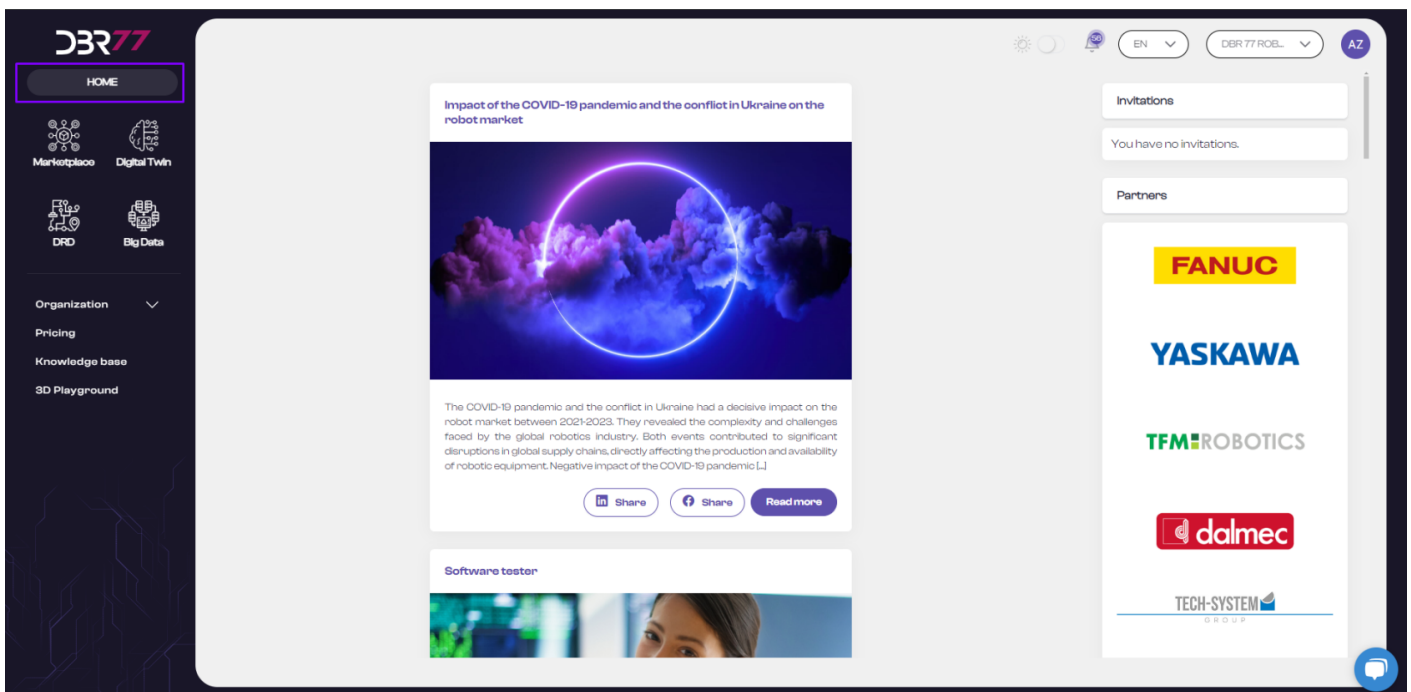 DBR77
HOME
Marketplace
Digital Twin
DRD
Big Data
Organization
Pricing
Knowledge base
3D Playground
56
EN
DBR 77 ROB...
AZ
Impact of the COVID-19 pandemic and the conflict in Ukraine on the
robot market
The COVID-19 pandemic and the conflict in Ukraine had a decisive impact on the
robot market between 2021-2023. They revealed the complexity and challenges
faced by the global robotics industry. Both events contributed to significant
disruptions in global supply chains, directly affecting the production and availability
of robotic equipment. Negative impact of the COVID-19 pandemic [...]
Share
Share
Read more
Software tester
Invitations
You have no invitations.
Partners
FANUC
YASKAWA
TFM ROBOTICS
dalmec
TECH-SYSTEM
GROUP